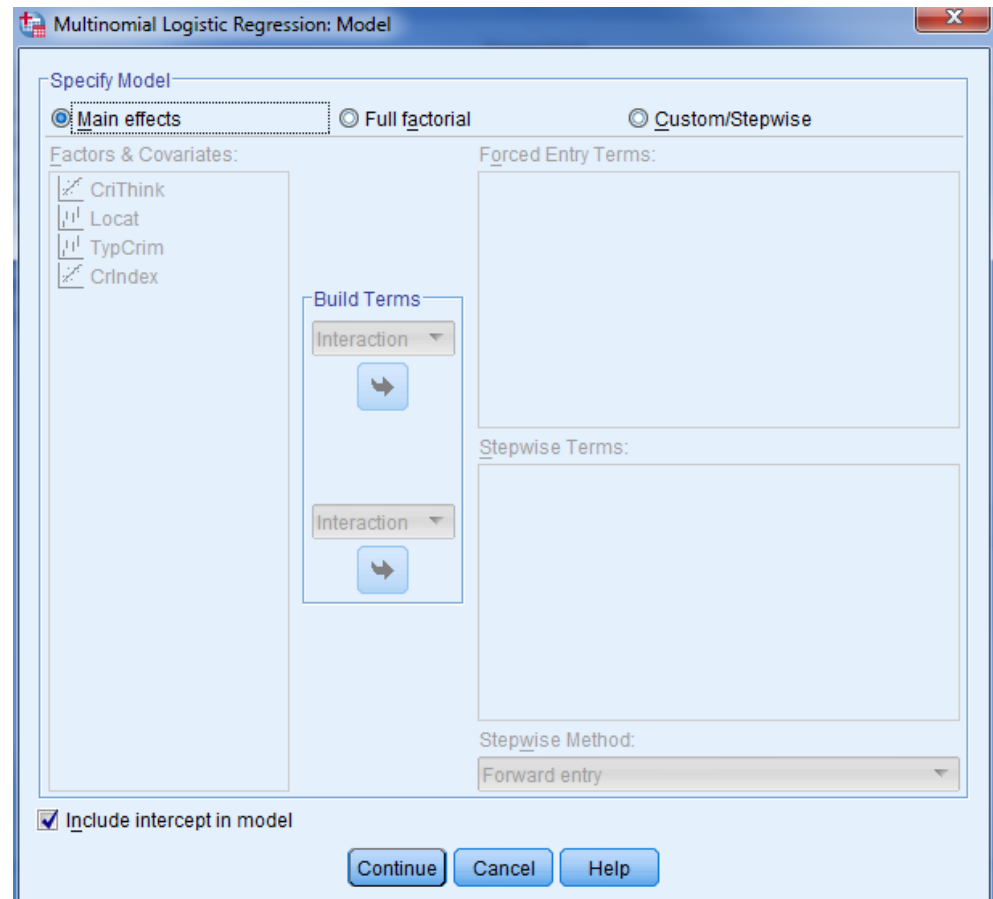 Multinomial Logistic Regression: Model
Specify Model
Main effects
Full factorial
Custom/Stepwise
Factors & Covariates:
CriThink
Locat
TypCrim
CrIndex
Build Terms
Interaction
Interaction
Forced Entry Terms:
Stepwise Terms:
Stepwise Method:
Forward entry
Include intercept in model
Continue Cancel Help